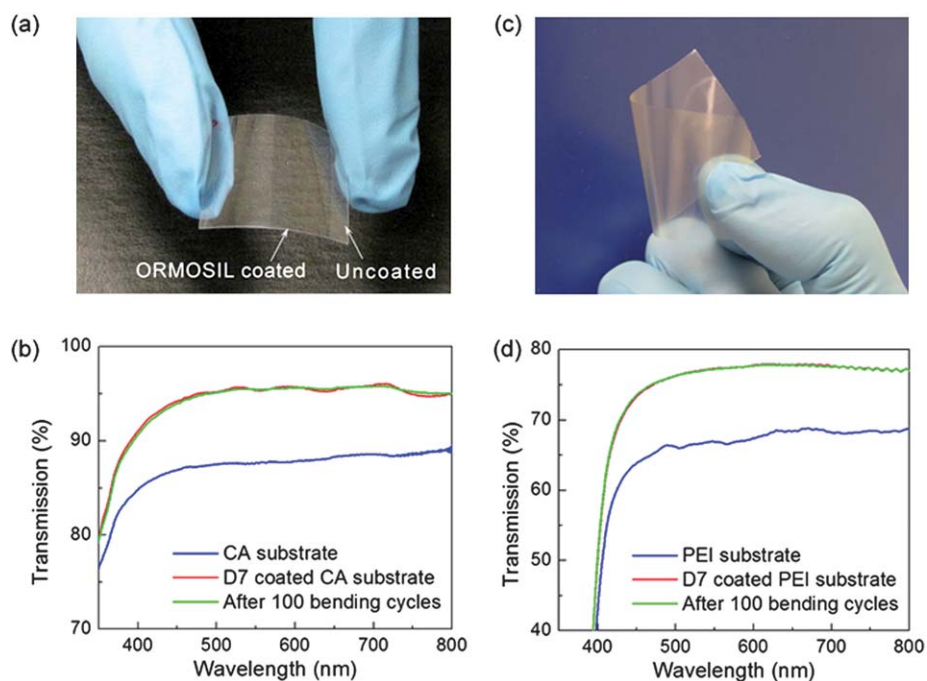 (a)
ORMOSIL coated
Uncoated
(c)
(b)
100
90
80
70
Transmission (%)
CA substrate
D7 coated CA substrate
After 100 bending cycles
400
500
600
700
800
Wavelength (nm)
(d)
80
70
60
50
40
Transmission (%)
PEI substrate
D7 coated PEI substrate
After 100 bending cycles
400
500
600
700
800
Wavelength (nm)